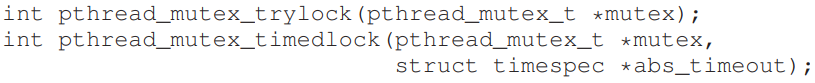 int pthread_mutex_trylock(pthread_mutex_t *mutex);
int pthread_mutex_timedlock(pthread_mutex_t *mutex,
struct timespec *abs_timeout);